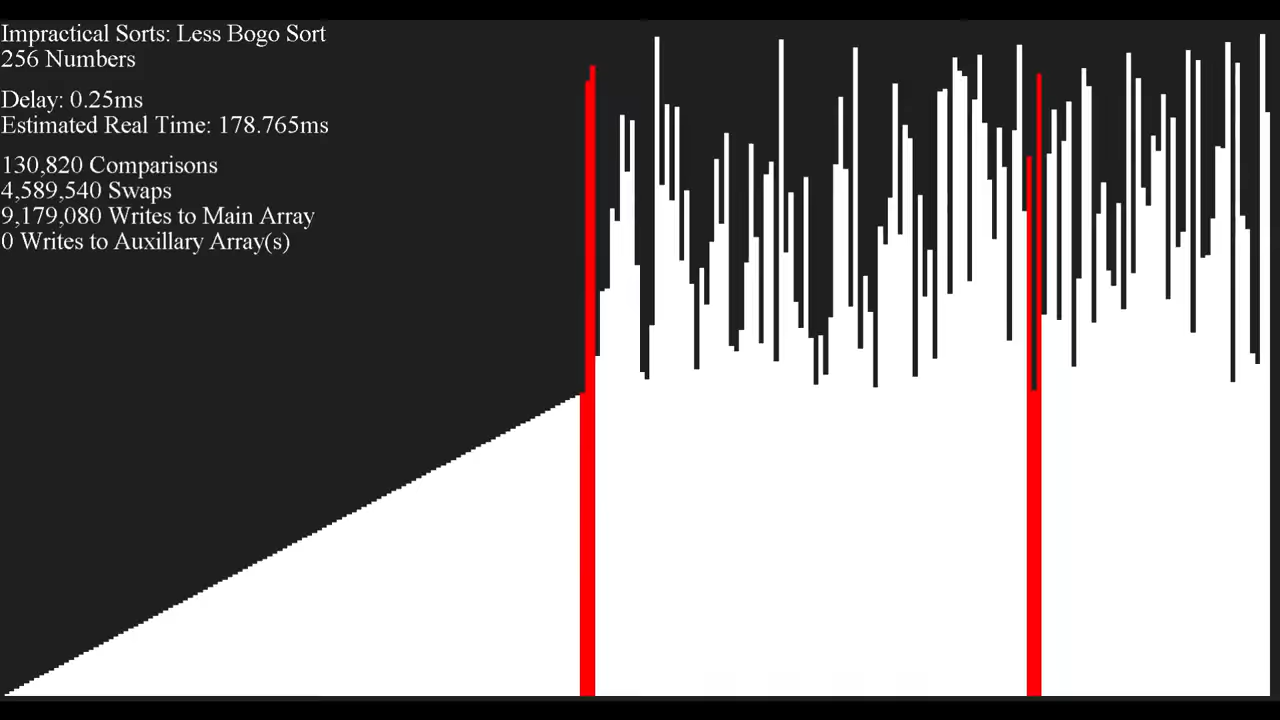 Impractical Sorts: Less Bogo Sort
256 Numbers
Delay: 0.25ms
Estimated Real Time: 178.765ms
130,820 Comparisons
4,589,540 Swaps
9,179,080 Writes to Main Array
0 Writes to Auxillary Array(s)